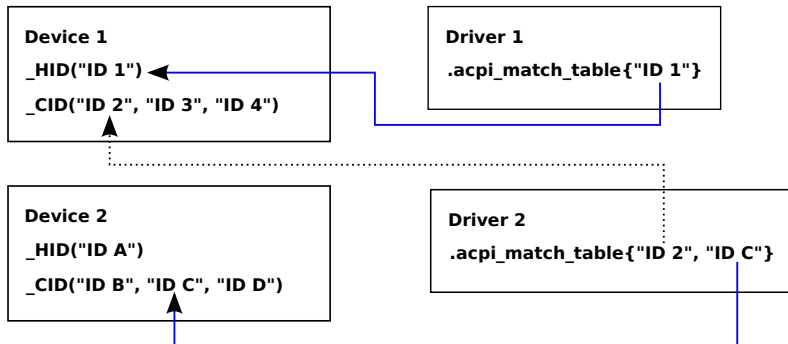 Device 1
_HID("ID 1")
_CID("ID 2", "ID 3", "ID 4")
Driver 1
.acpi_match_table{"ID 1"}
Device 2
_HID("ID A")
_CID("ID B", "ID C", "ID D")
Driver 2
.acpi_match_table{"ID 2", "ID C"}